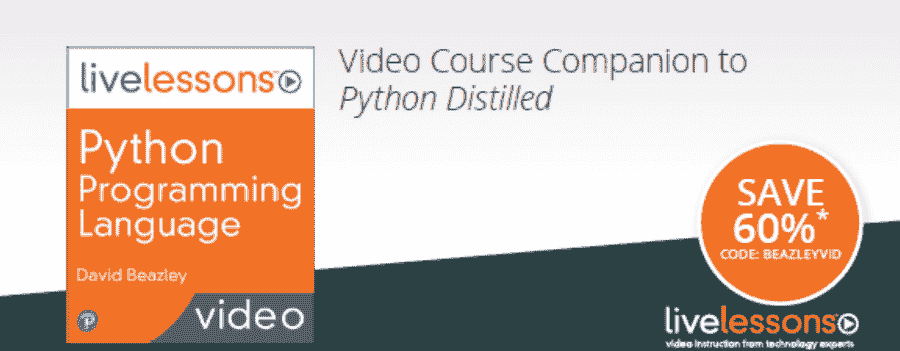 livelessons
Python
Programming
Language
David Beazley
video
Video Course Companion to
Python Distilled
SAVE
60%*
CODE: BEAZLEYVID
livelessons
video instruction from technology experts